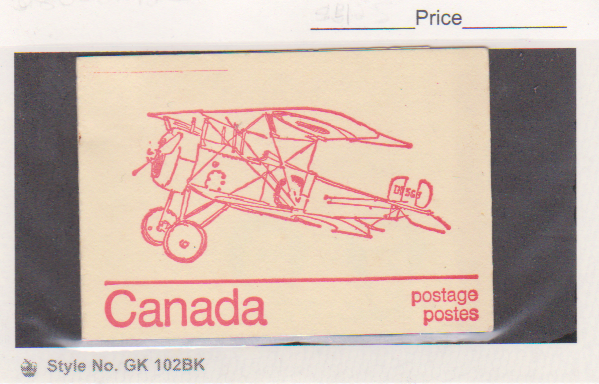 Price
Canada
postage
postes
Style No. GK 102BK